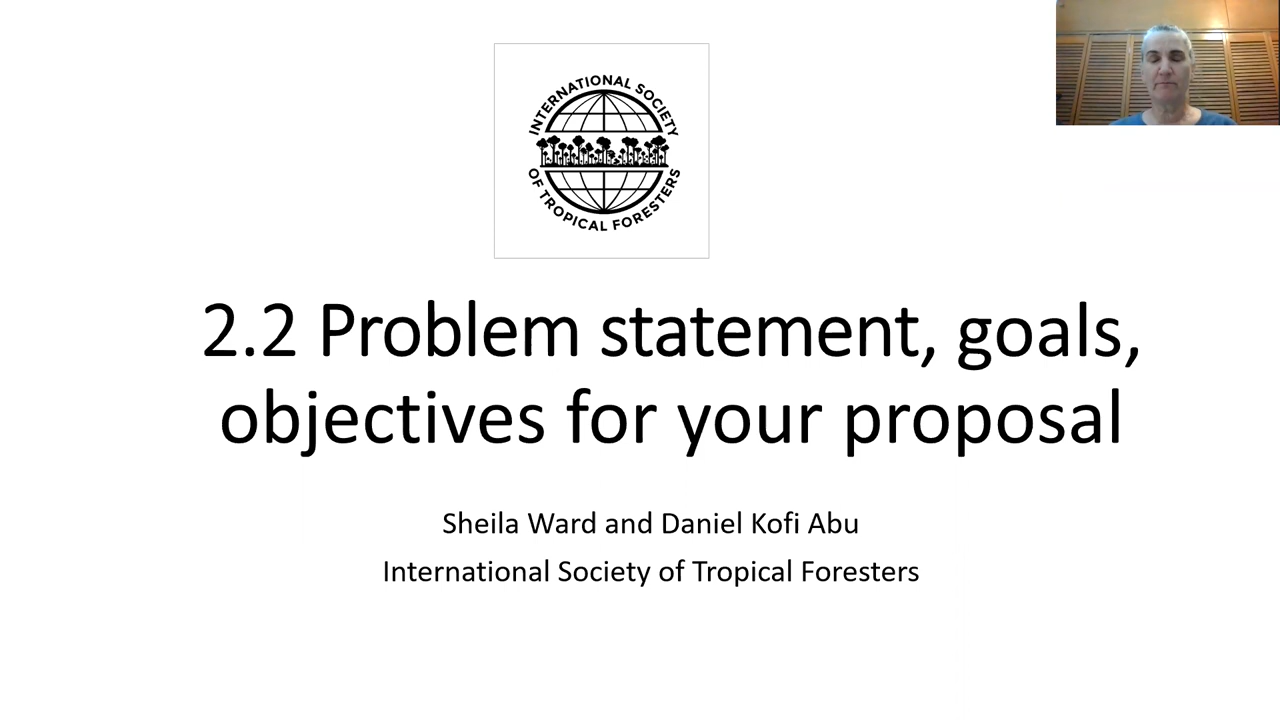 INTERNATIONAL SOCIETY
OF TROPICAL FORESTERS
2.2 Problem statement, goals,
objectives for your proposal
Sheila Ward and Daniel Kofi Abu
International Society of Tropical Foresters